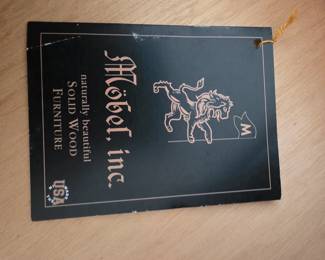 Möbel, inc.
naturally beautiful
SOLID WOOD
FURNITURE
M
USA